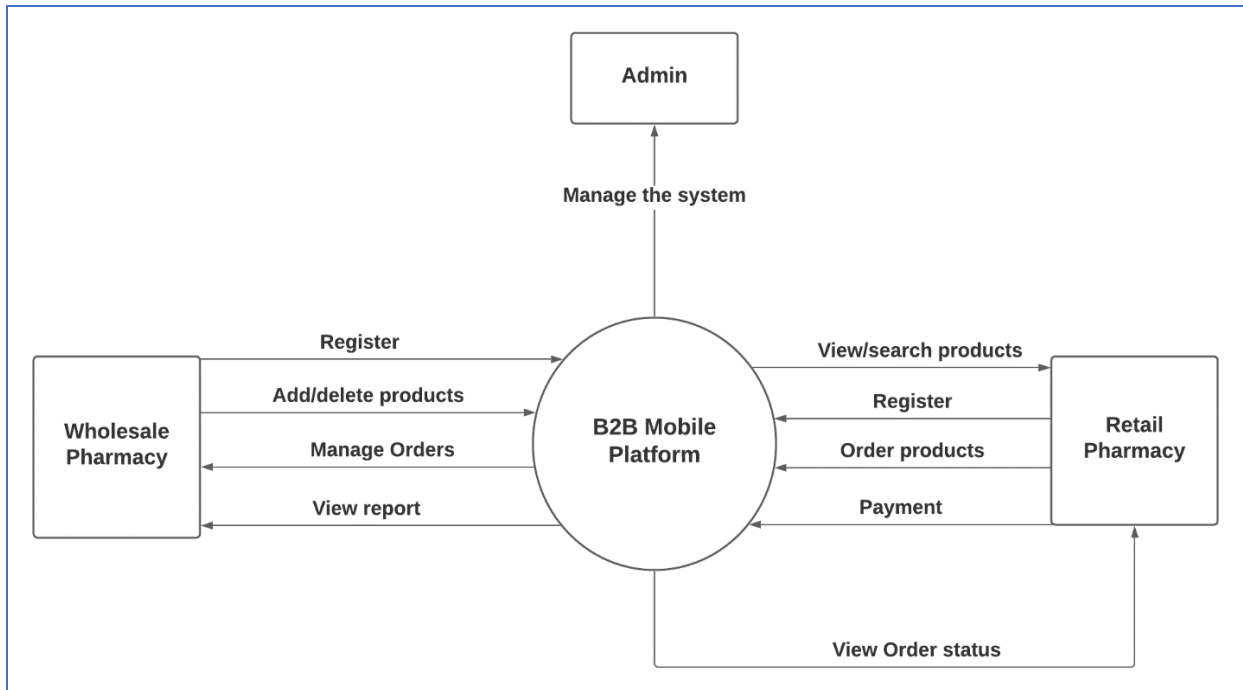 Admin
Manage the system
Register
Add/delete products
Manage Orders
View report
Wholesale
Pharmacy
B2B Mobile
Platform
View/search products
Register
Order products
Payment
Retail
Pharmacy
View Order status